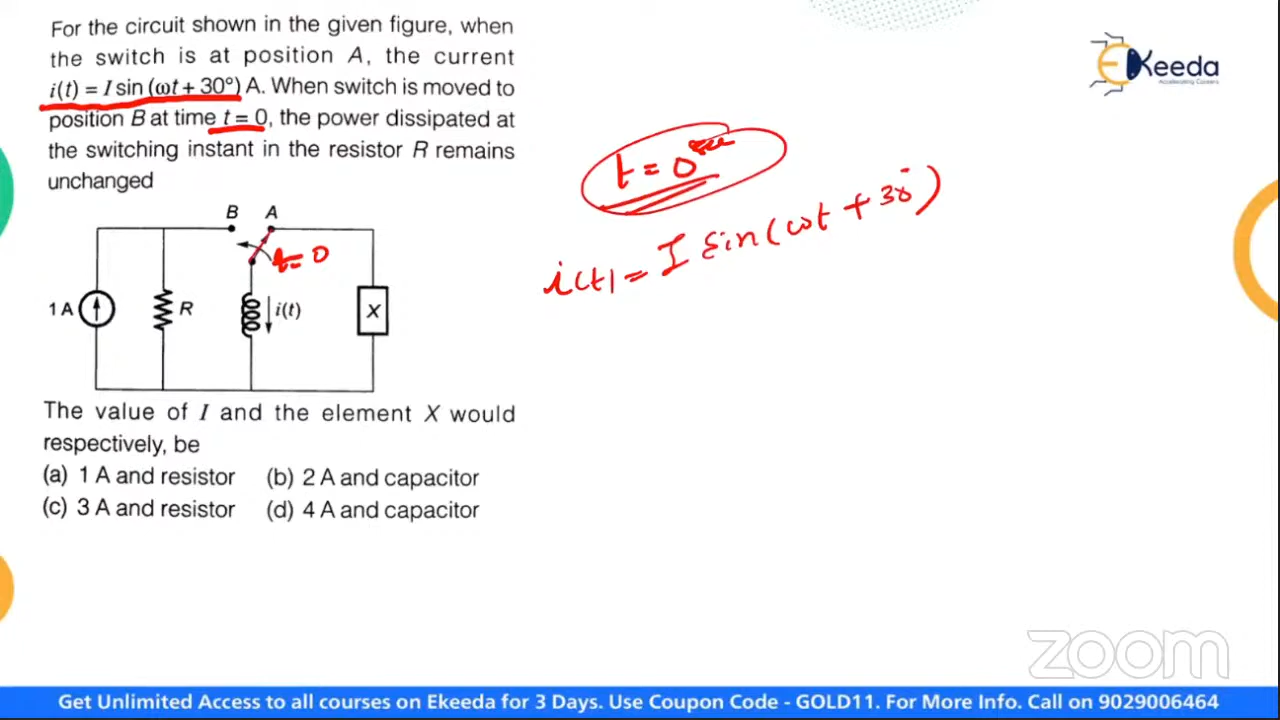 For the circuit shown in the given figure, when
the switch is at position A, the current
i(t) = I sin (ωt + 30°) A. When switch is moved to
position B at time t = 0, the power dissipated at
the switching instant in the resistor R remains
unchanged
Ekeeda
Accelerating Careers
t = 0 sec
i(t) = I sin(ωt + 30°)
B A
t = 0
1 A
R
i(t)
X
The value of I and the element X would
respectively, be
(a) 1 A and resistor (b) 2 A and capacitor
(c) 3 A and resistor (d) 4 A and capacitor
zoom
Get Unlimited Access to all courses on Ekeeda for 3 Days. Use Coupon Code - GOLD11. For More Info. Call on 9029006464